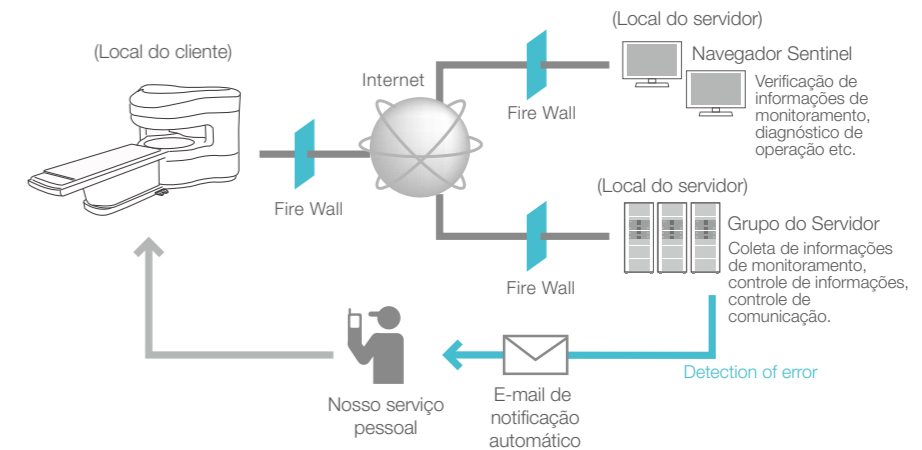 (Local do cliente)
Fire Wall
Internet
Fire Wall
(Local do servidor)
Navegador Sentinel
Verificação de
informações de
monitoramento,
diagnóstico de
operação etc.
(Local do servidor)
Fire Wall
Grupo do Servidor
Coleta de informações
de monitoramento,
controle de informações,
controle de
comunicação.
Detection of error
E-mail de
notificação
automático
Nosso serviço
pessoal